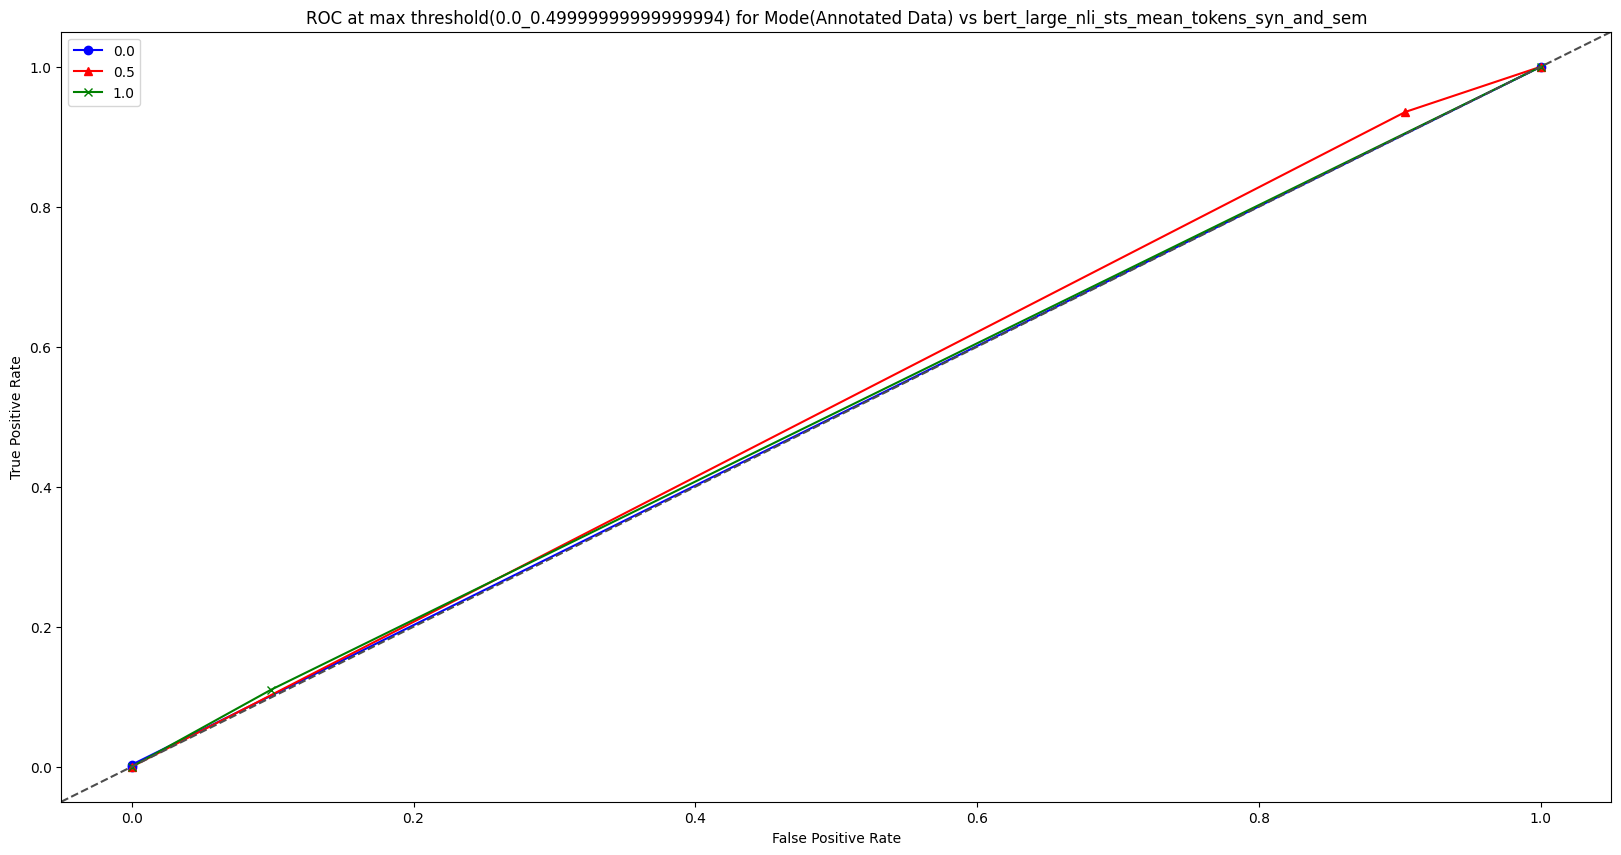 ROC at max threshold(0.0_0.49999999999999994) for Mode(Annotated Data) vs bert_large_nli_sts_mean_tokens_syn_and_sem
0.0
0.5
1.0
1.0
0.8
0.6
0.4
0.2
0.0
True Positive Rate
0.0 0.2 0.4 0.6 0.8 1.0
False Positive Rate